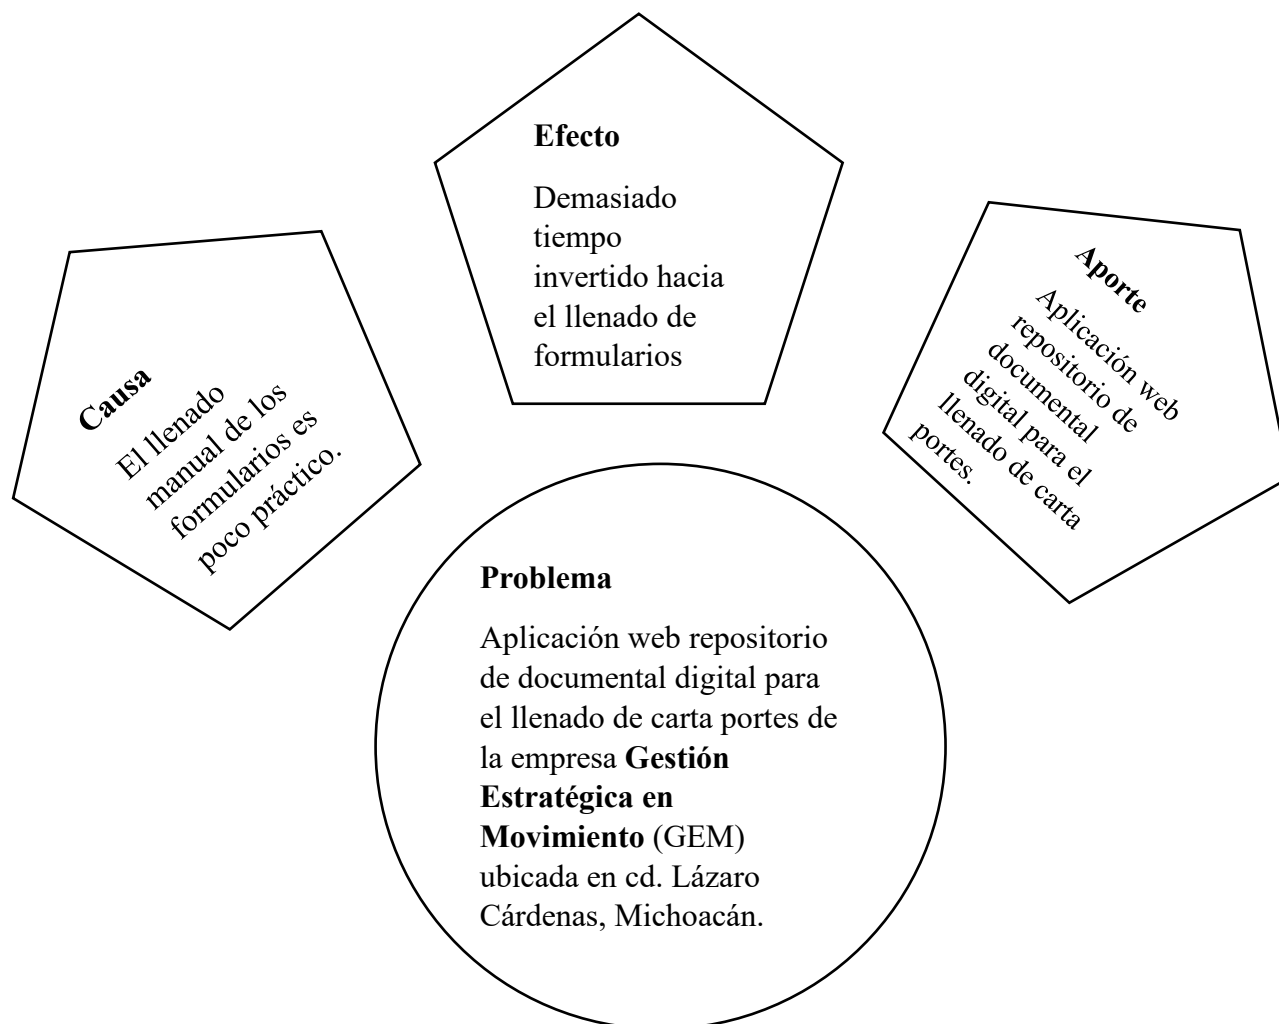 Efecto
Demasiado
tiempo
invertido hacia
el llenado de
formularios
Causa
El llenado
manual de los
formularios es
poco práctico.
Aporte
Aplicación web
repositorio de
documental
digital para el
llenado de carta
portes.
Problema
Aplicación web repositorio
de documental digital para
el llenado de carta portes de
la empresa Gestión
Estratégica en
Movimiento (GEM)
ubicada en cd. Lázaro
Cárdenas, Michoacán.